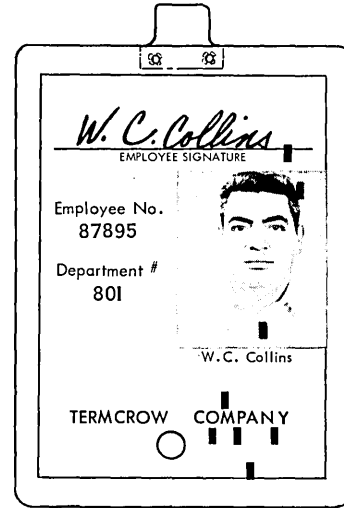 W. C. Collins
EMPLOYEE SIGNATURE
Employee No.
87895
Department #
801
W.C. Collins
TERMCROW COMPANY